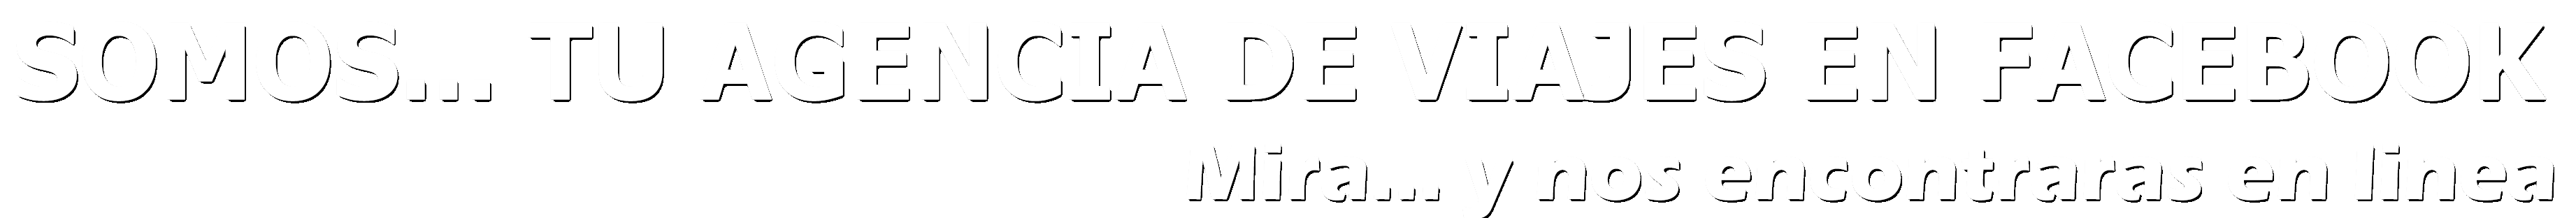 SOMOS... TU AGENCIA DE VIAJES EN FACEBOOK
Mira... y nos encontraras en linea